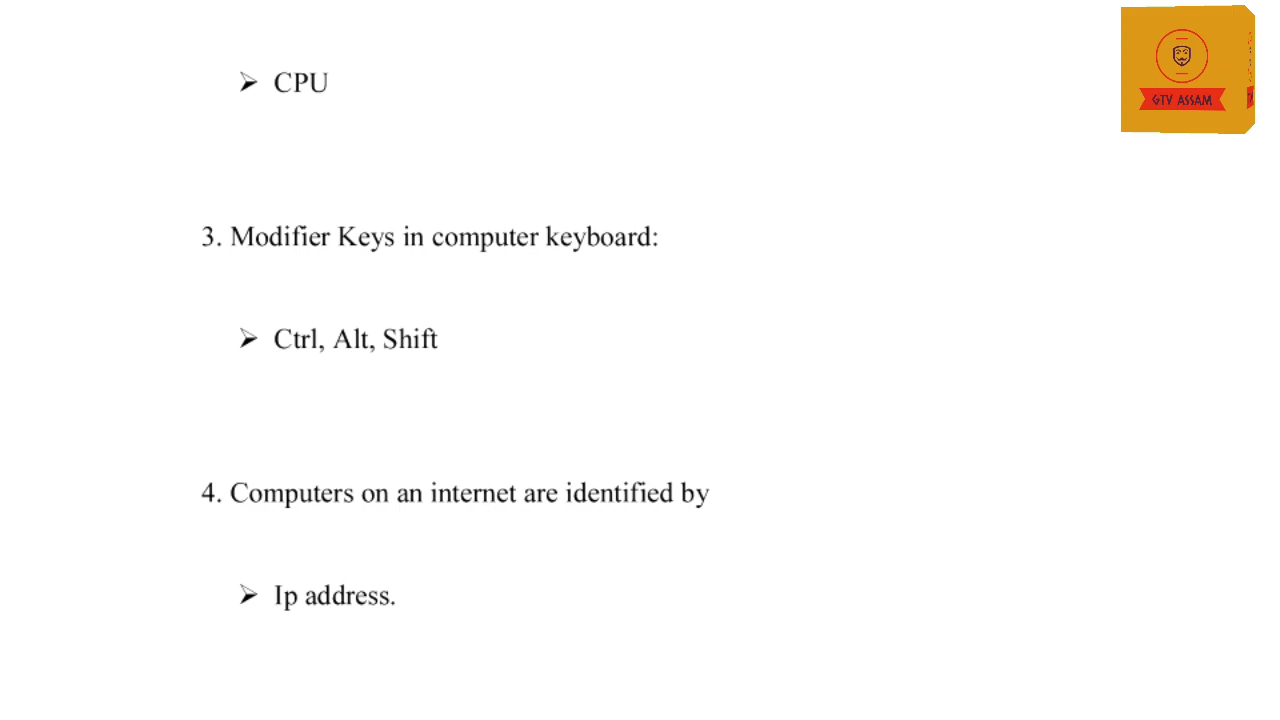 ➢ CPU
GTV ASSAM
3. Modifier Keys in computer keyboard:
➢ Ctrl, Alt, Shift
4. Computers on an internet are identified by
➢ Ip address.